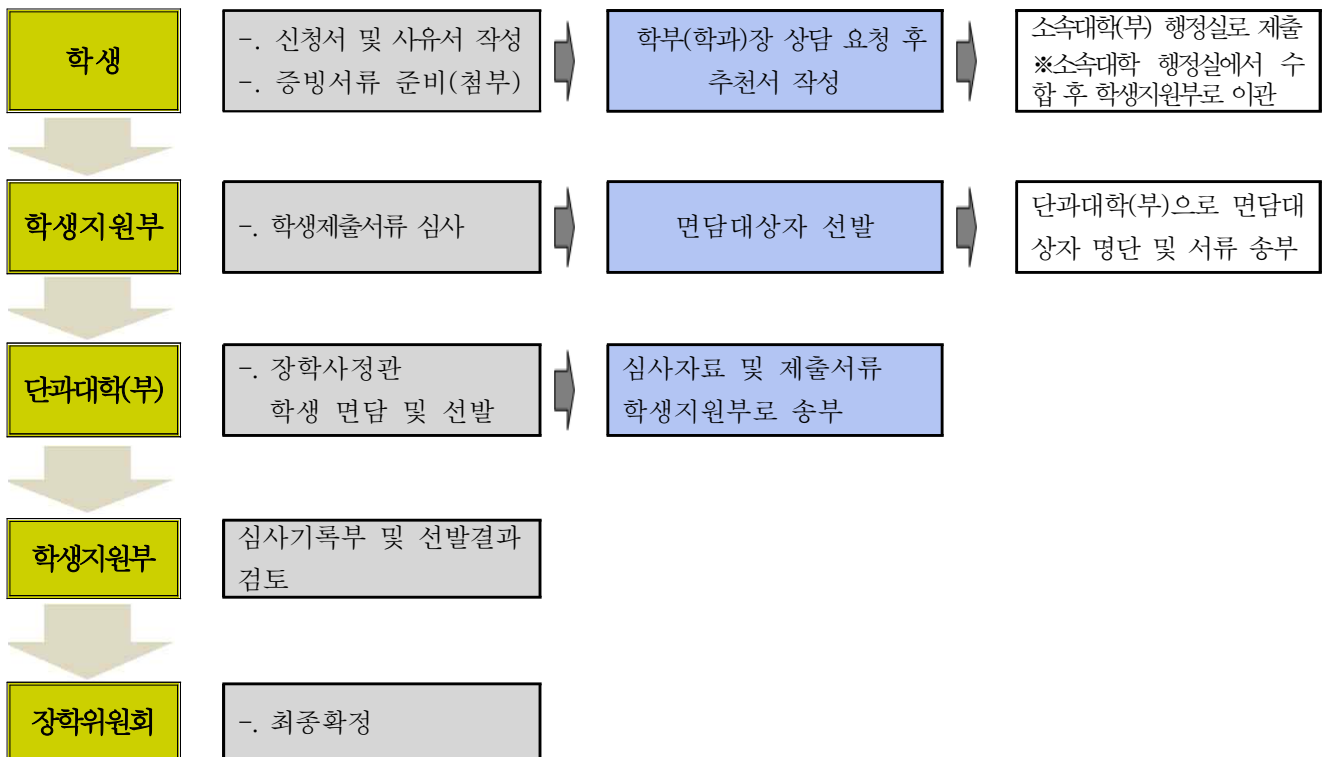 학생
-. 신청서 및 사유서 작성
-. 증빙서류 준비(첨부)
학부(학과)장 상담 요청 후
추천서 작성
소속대학(부) 행정실로 제출
※소속대학 행정실에서 수
합 후 학생지원부로 이관
학생지원부
-. 학생제출서류 심사
면담대상자 선발
단과대학(부)으로 면담대
상자 명단 및 서류 송부
단과대학(부)
-. 장학사정관
학생 면담 및 선발
심사자료 및 제출서류
학생지원부로 송부
학생지원부
심사기록부 및 선발결과
검토
장학위원회
-. 최종확정